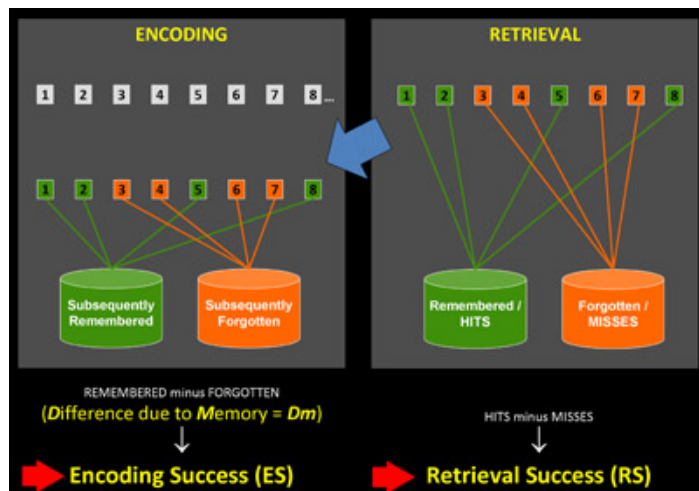 ENCODING
1 2 3 4 5 6 7 8 ...
1 2 3 4 5 6 7 8
Subsequently
Remembered
Subsequently
Forgotten
REMEMBERED minus FORGOTTEN
(Difference due to Memory = Dm)
Encoding Success (ES)
RETRIEVAL
1 2 3 4 5 6 7 8
Remembered /
HITS
Forgotten /
MISSES
HITS minus MISSES
Retrieval Success (RS)